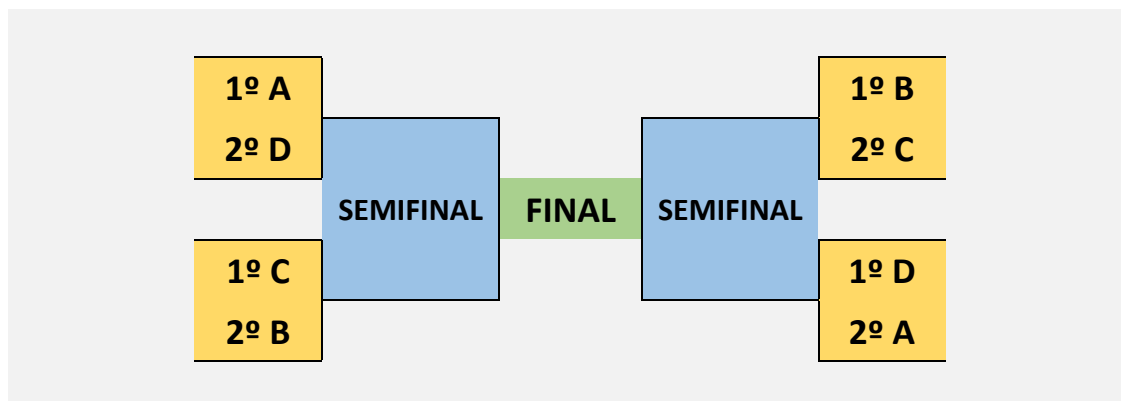 1º A
2º D
1º C
2º B
SEMIFINAL
FINAL
SEMIFINAL
1º B
2º C
1º D
2º A